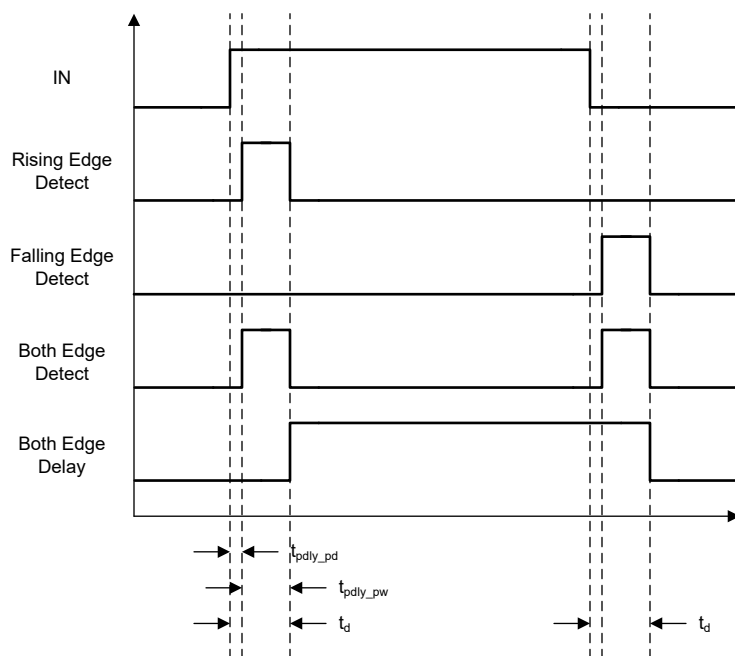 IN
Rising Edge
Detect
Falling Edge
Detect
Both Edge
Detect
Both Edge
Delay
tpdly_pd
tpdly_pw
td
td